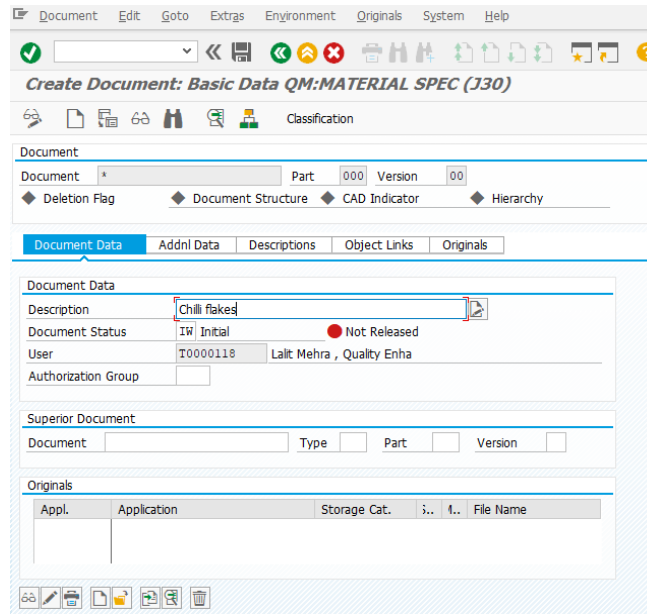 Document Edit Goto Extras Environment Originals System Help
Create Document: Basic Data QM:MATERIAL SPEC (J30)
Classification
Document
Document * Part 000 Version 00
Deletion Flag Document Structure CAD Indicator Hierarchy
Document Data Addnl Data Descriptions Object Links Originals
Document Data
Description Chilli flakes
Document Status IW Initial Not Released
User T0000118 Lalit Mehra , Quality Enha
Authorization Group
Superior Document
Document Type Part Version
Originals
Appl. Application Storage Cat. File Name